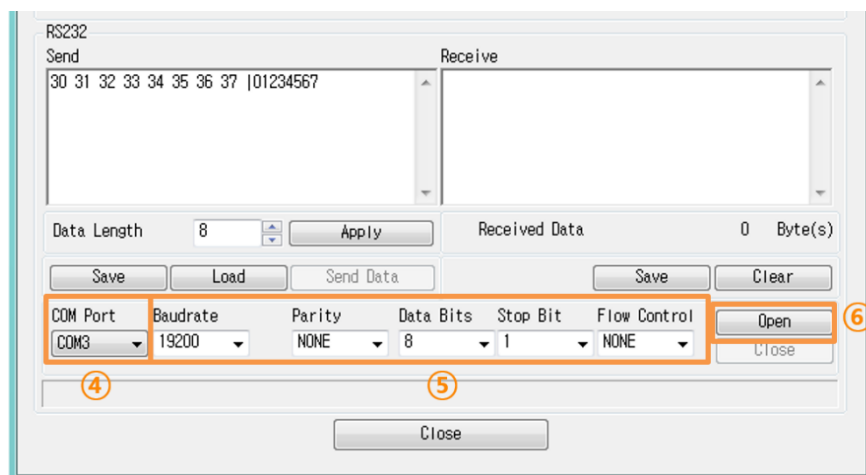 RS232
Send Receive
30 31 32 33 34 35 36 37 |01234567
Data Length 8 Apply Received Data 0 Byte(s)
Save Load Send Data Save Clear
COM Port Baudrate Parity Data Bits Stop Bit Flow Control Open ⑥
COM3 19200 NONE 8 1 NONE Close
④ ⑤
Close